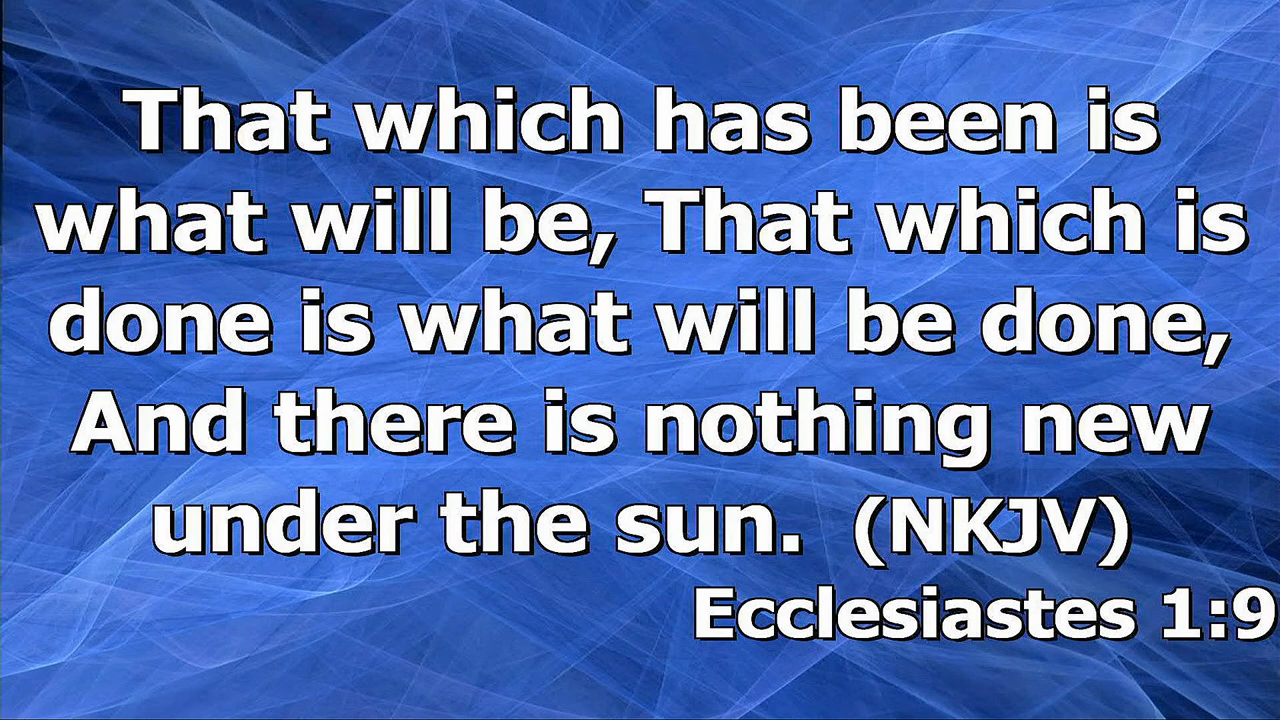 That which has been is
what will be, That which is
done is what will be done,
And there is nothing new
under the sun.  (NKJV)
Ecclesiastes 1:9